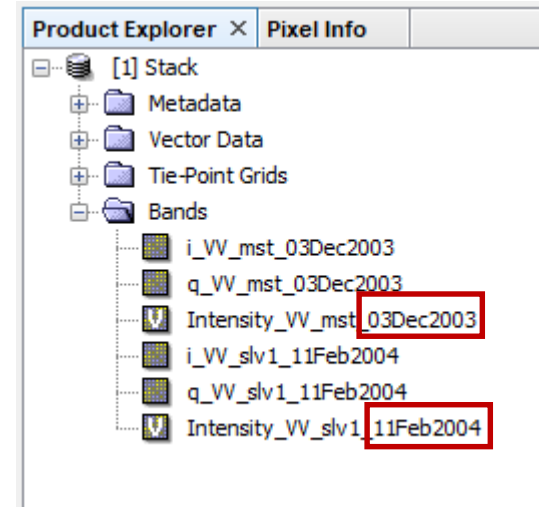 Product Explorer × Pixel Info
[1] Stack
Metadata
Vector Data
Tie-Point Grids
Bands
i_VV_mst_03Dec2003
q_VV_mst_03Dec2003
Intensity_VV_mst_03Dec2003
i_VV_slv1_11Feb2004
q_VV_slv1_11Feb2004
Intensity_VV_slv1_11Feb2004